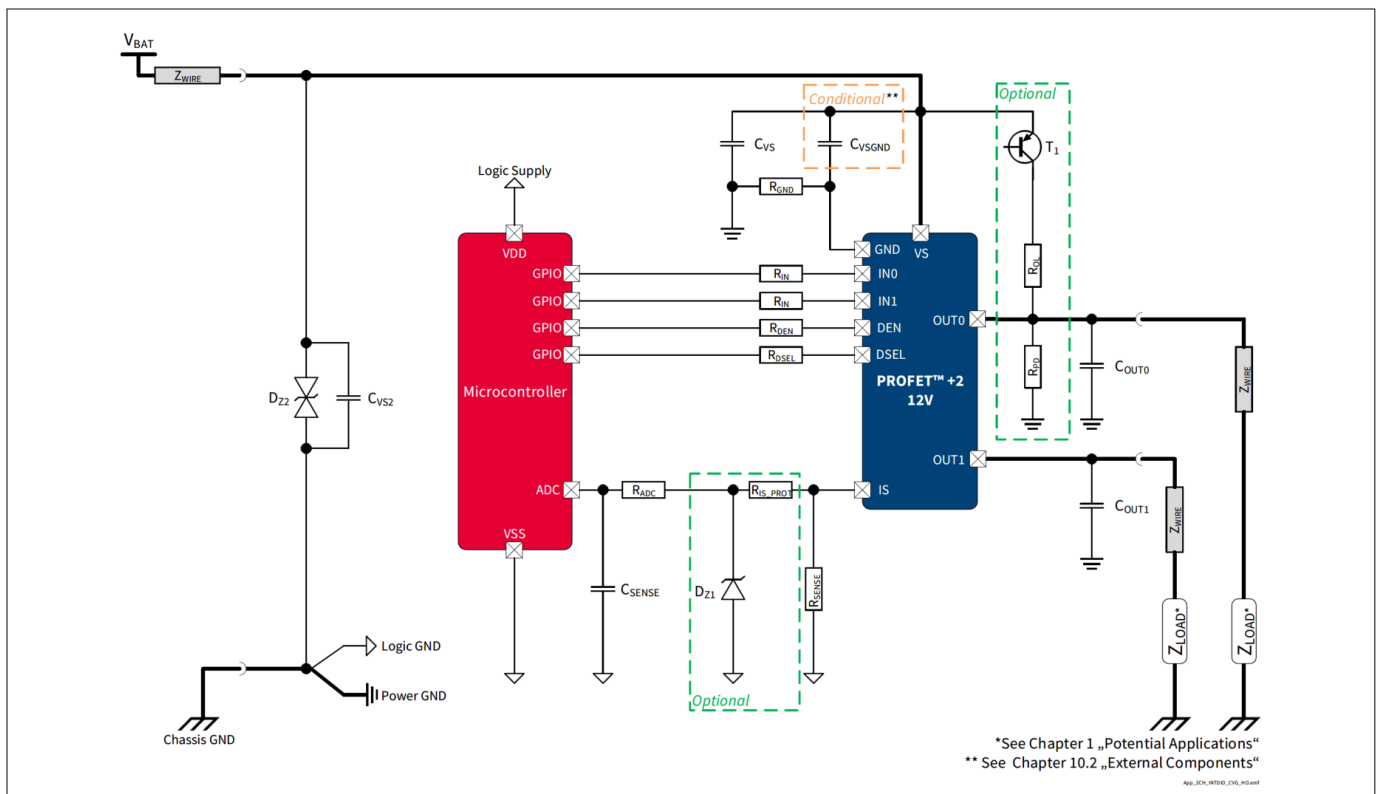 VBAT
ZWIRE
Conditional**
Optional
CVS
CVSGND
T1
Logic Supply
RGND
VDD
GND
VS
GPIO
RIN
IN0
ROL
GPIO
RIN
IN1
GPIO
RDEN
DEN
OUT0
GPIO
RDSEL
DSEL
RPD
COUT0
ZWIRE
Microcontroller
PROFET™ +2
12V
DZ2
CVS2
OUT1
ADC
RADC
RIS_PROT
IS
COUT1
ZWIRE
VSS
CSENSE
DZ1
RSENSE
ZLOAD*
ZLOAD*
Logic GND
Power GND
Optional
Chassis GND
*See Chapter 1 „Potential Applications“
** See Chapter 10.2 „External Components“
App_2CH_INTDIO_CVG_HD.emf